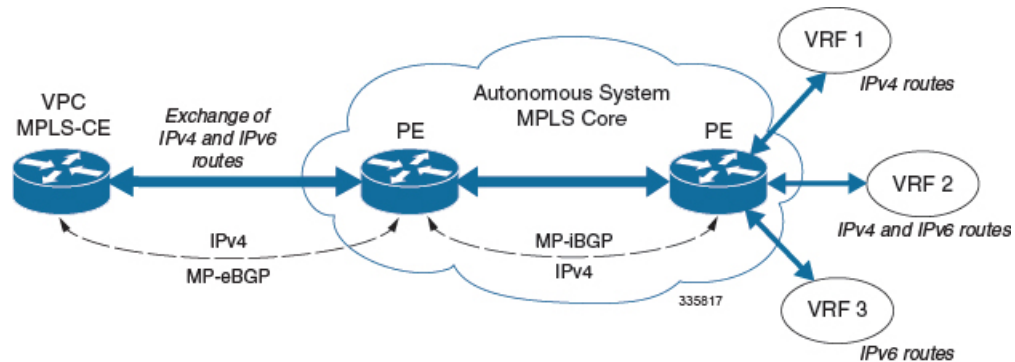 VPC
MPLS-CE
Exchange of
IPv4 and IPv6
routes
PE
Autonomous System
MPLS Core
PE
VRF 1
IPv4 routes
VRF 2
IPv4 and IPv6 routes
VRF 3
IPv6 routes
IPv4
MP-eBGP
MP-iBGP
IPv4
335817